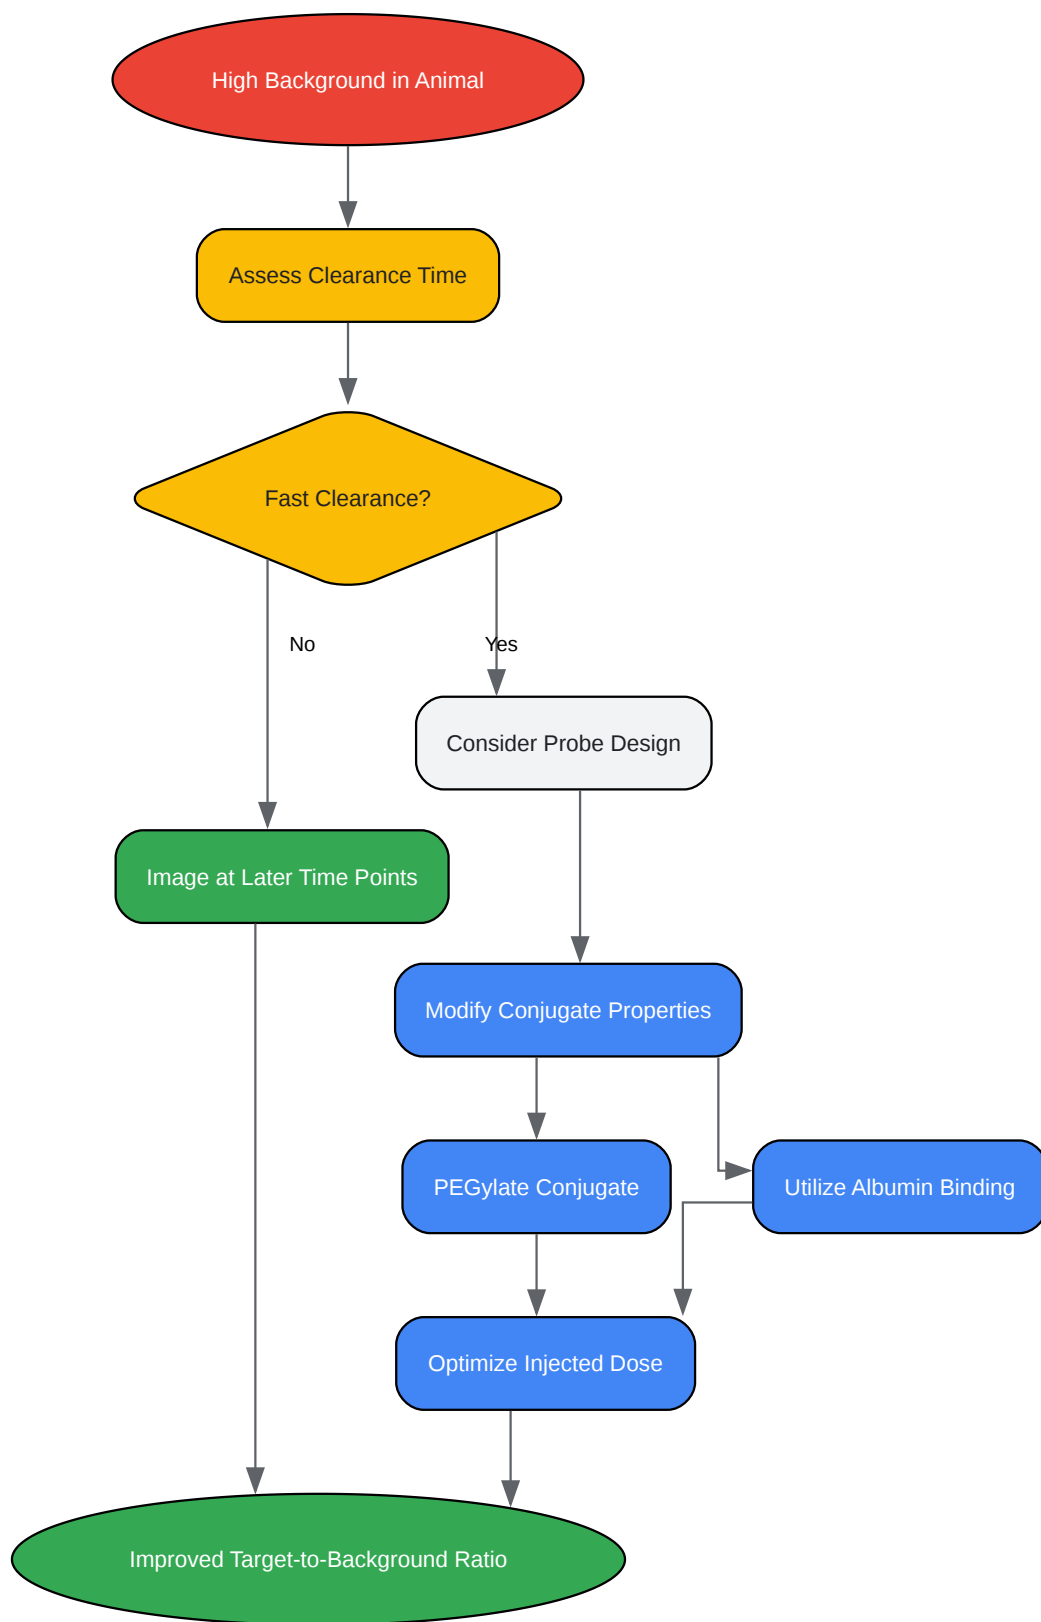 High Background in Animal
Assess Clearance Time
Fast Clearance?
No
Yes
Consider Probe Design
Image at Later Time Points
Modify Conjugate Properties
PEGylate Conjugate
Utilize Albumin Binding
Optimize Injected Dose
Improved Target-to-Background Ratio